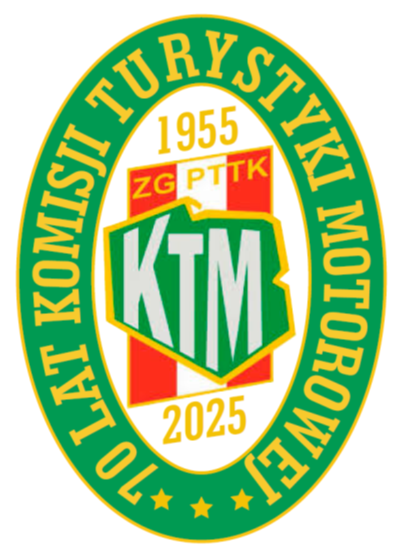 70 LAT KOMISJI TURYSTYKI MOTOROWEJ
1955
ZG PTTK
KTM
2025